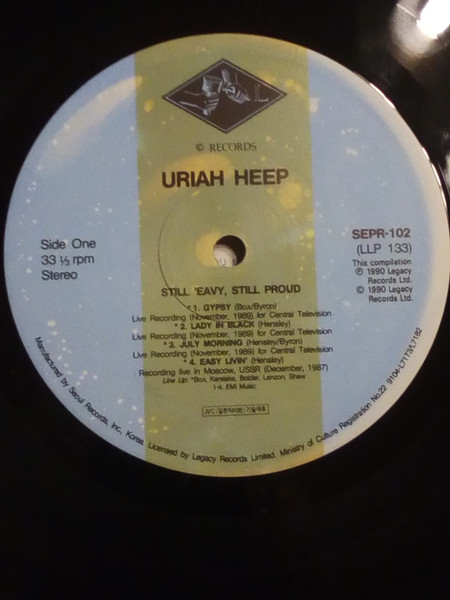 © RECORDS
URIAH HEEP
Side One
33 ⅓ rpm
Stereo
SEPR-102
(LLP 133)
This compilation
℗ 1990 Legacy
Records Ltd.
© 1990 Legacy
Records Ltd.
STILL 'EAVY, STILL PROUD
* 1. GYPSY (Box/Byron)
Live Recording (November, 1989) for Central Television
* 2. LADY IN BLACK (Hensley)
Live Recording (November, 1989) for Central Television
* 3. JULY MORNING (Hensley/Byron)
Live Recording (November, 1989) for Central Television
* 4. EASY LIVIN' (Hensley)
Recording live in Moscow, USSR (December, 1987)
Line Up: *Box, Kerslake, Bolder, Lanzon, Shaw
1-4. EMI Music
Manufactured by Seoul Records, Inc., Korea. Licensed by Legacy Records Limited. Ministry of Culture Registration No.22 9104-L7173/L7182